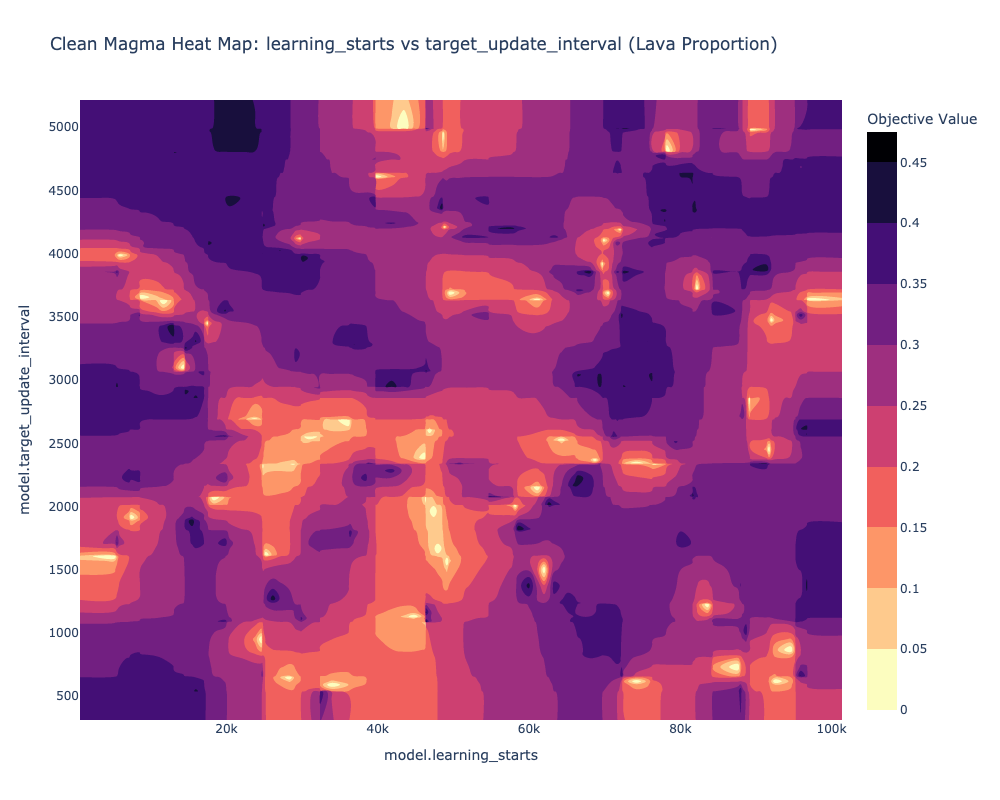 Clean Magma Heat Map: learning_starts vs target_update_interval (Lava Proportion)
Objective Value
0.45
0.4
0.35
0.3
0.25
0.2
0.15
0.1
0.05
0
model.target_update_interval
5000
4500
4000
3500
3000
2500
2000
1500
1000
500
20k
40k
60k
80k
100k
model.learning_starts